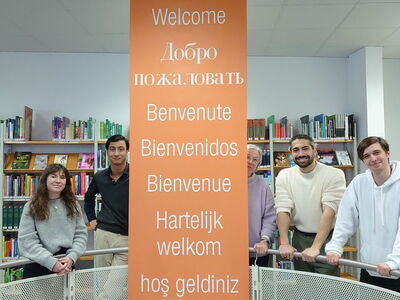 Welcome
Добро
пожаловать
Benvenute
Bienvenidos
Bienvenue
Hartelijk
welkom
hoş geldiniz